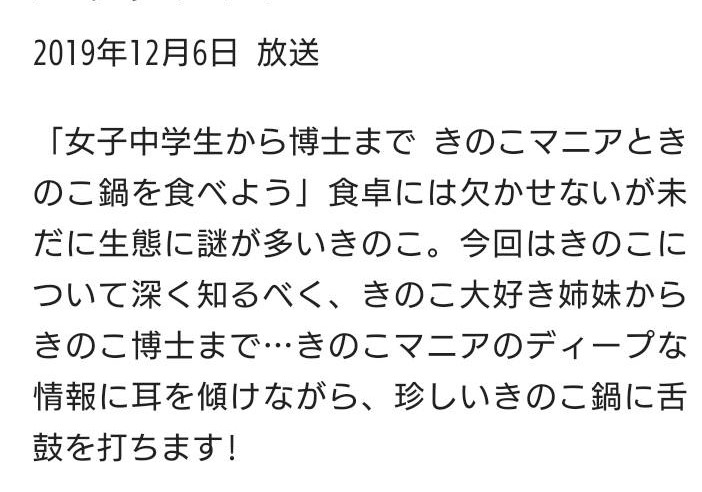 2019年12月6日 放送
「女子中学生から博士まで きのこマニアとき
のこ鍋を食べよう」食卓には欠かせないが未
だに生態に謎が多いきのこ。今回はきのこに
ついて深く知るべく、きのこ大好き姉妹から
きのこ博士まで…きのこマニアのディープな
情報に耳を傾けながら、珍しいきのこ鍋に舌
鼓を打ちます!